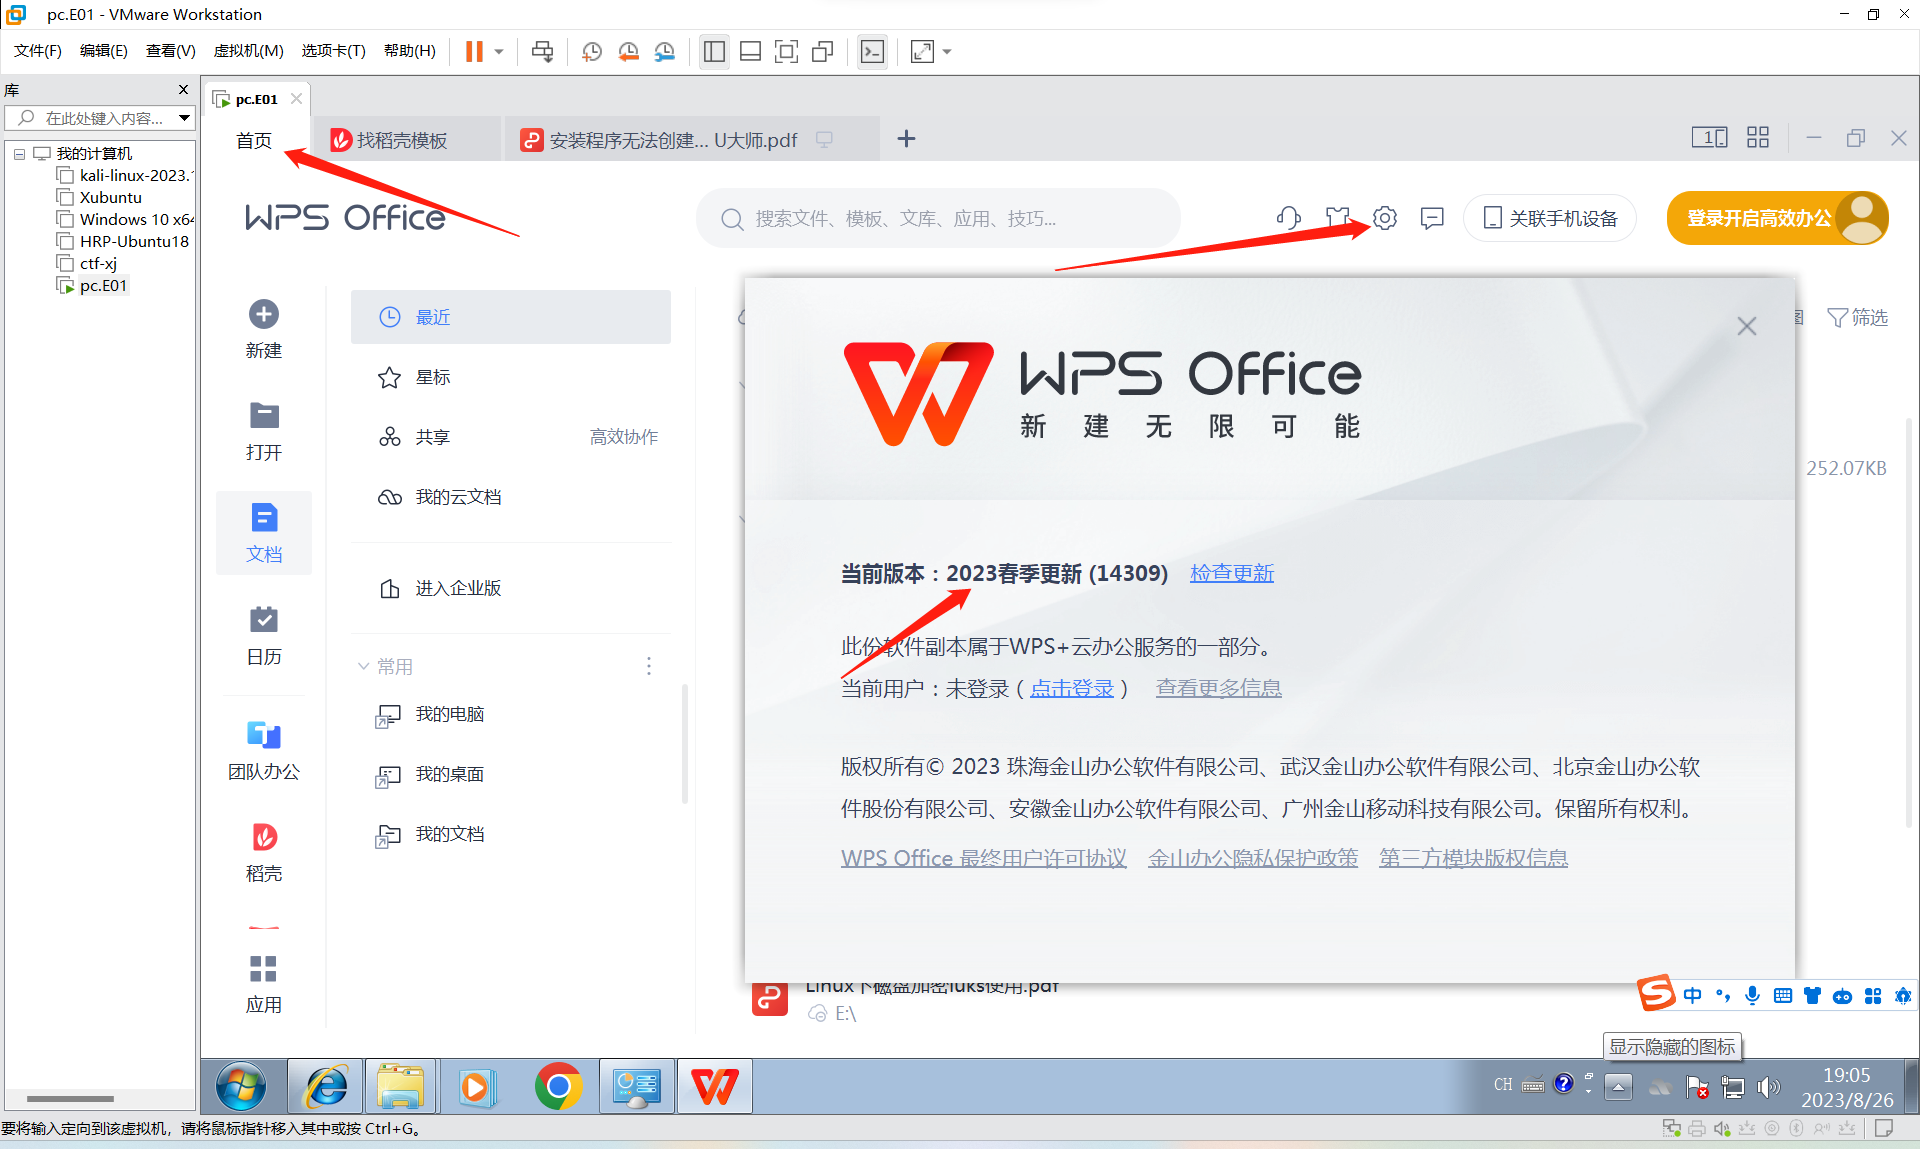 pc.E01 - VMware Workstation
文件(F) 编辑(E) 查看(V) 虚拟机(M) 选项卡(T) 帮助(H)
库
在此处键入内容...
我的计算机
kali-linux-2023.
Xubuntu
Windows 10 x64
HRP-Ubuntu18
ctf-xj
pc.E01
pc.E01
首页 找稻壳模板 安装程序无法创建... U大师.pdf
WPS Office
搜索文件、模板、文库、应用、技巧...
关联手机设备
登录开启高效办公
新建
打开
文档
日历
团队办公
稻壳
应用
最近
星标
共享 高效协作
我的云文档
进入企业版
常用
我的电脑
我的桌面
我的文档
筛选
252.07KB
WPS Office
新建无限可能
当前版本：2023春季更新 (14309) 检查更新
此份软件副本属于WPS+云办公服务的一部分。
当前用户：未登录（点击登录） 查看更多信息
版权所有© 2023 珠海金山办公软件有限公司、武汉金山办公软件有限公司、北京金山办公软
件股份有限公司、安徽金山办公软件有限公司、广州金山移动科技有限公司。保留所有权利。
WPS Office 最终用户许可协议 金山办公隐私保护政策 第三方模块版权信息
Linux下磁盘加密luks使用.pdf
E:\
中
显示隐藏的图标
CH
19:05
2023/8/26
要将输入定向到该虚拟机，请将鼠标指针移入其中或按 Ctrl+G。